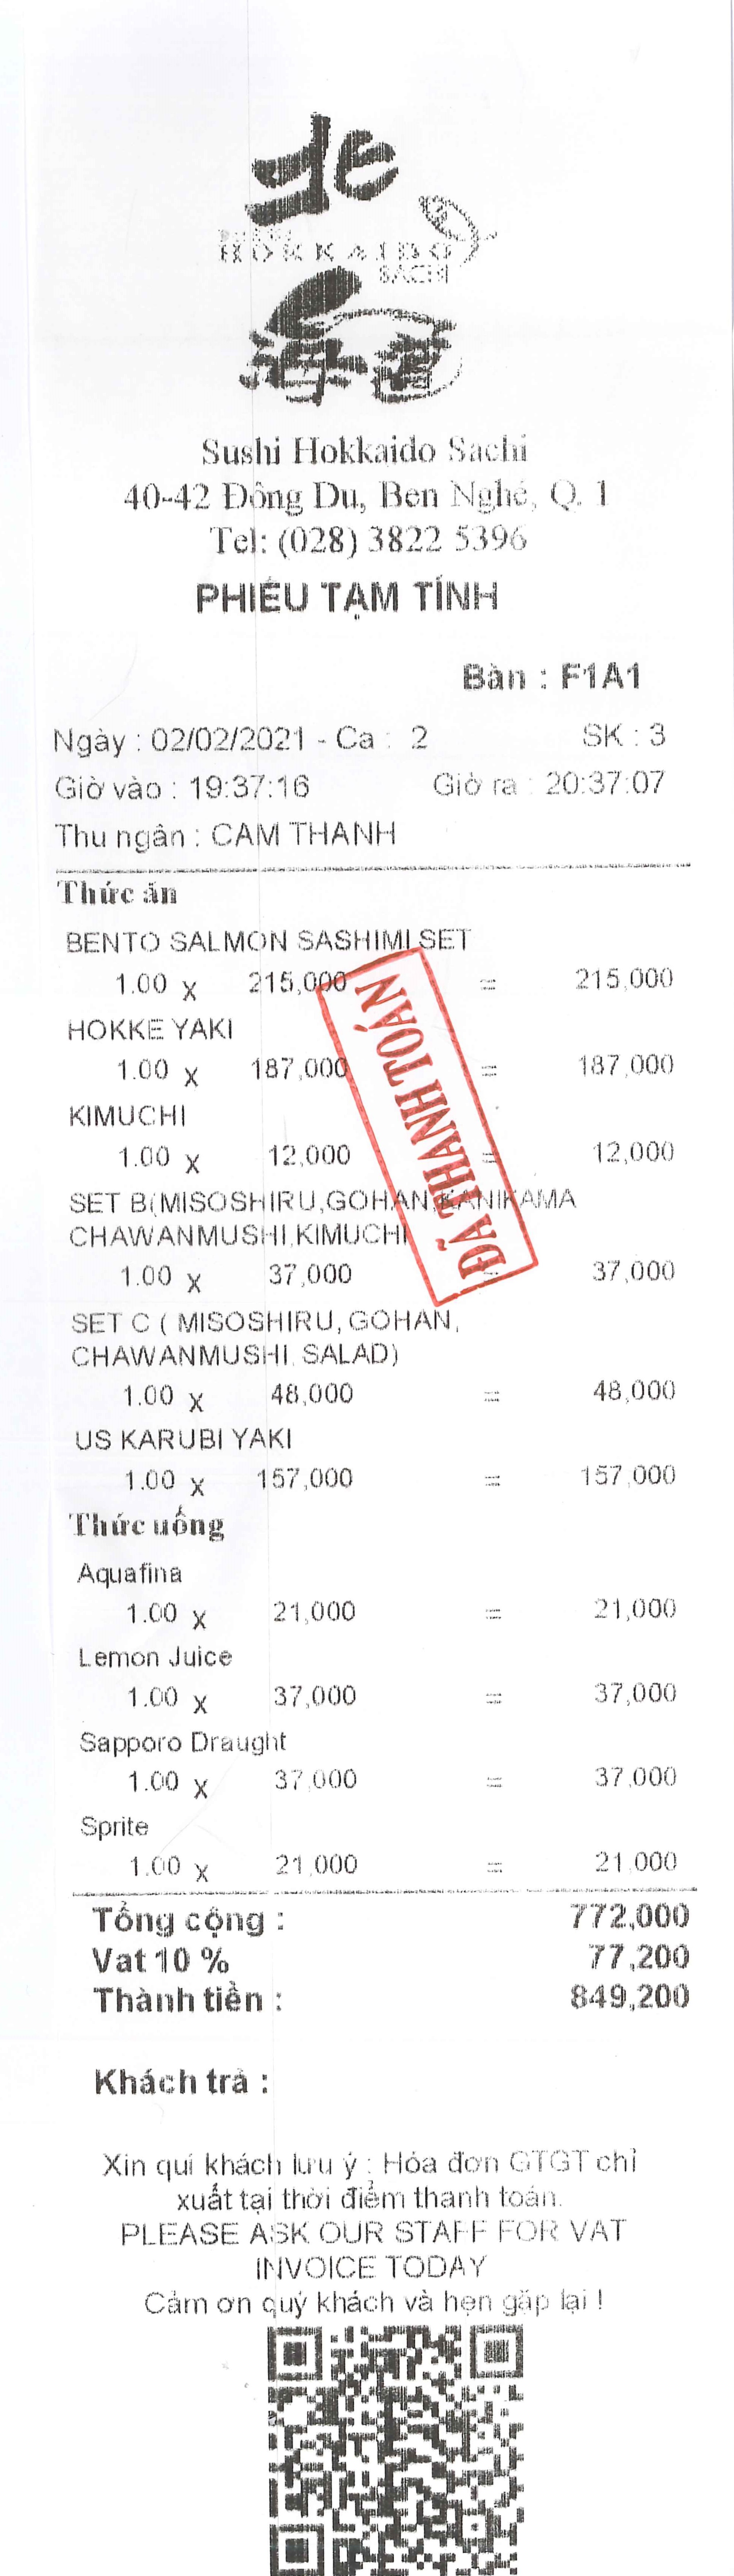 北
HOKKAIDO
SACHI
海道
Sushi Hokkaido Sachi
40-42 Đông Du, Ben Nghé, Q. 1
Tel: (028) 3822 5396
PHIẾU TẠM TÍNH
Bàn : F1A1
Ngày : 02/02/2021 - Ca : 2 SK : 3
Giờ vào : 19:37:16 Giờ ra : 20:37:07
Thu ngân : CAM THANH
Thức ăn
BENTO SALMON SASHIMI SET
1.00 x 215,000 = 215,000
HOKKE YAKI
1.00 x 187,000 = 187,000
KIMUCHI
1.00 x 12,000 = 12,000
SET B(MISOSHIRU,GOHAN,KANIKAMA
CHAWANMUSHI,KIMUCHI
1.00 x 37,000 = 37,000
ĐÃ THANH TOÁN
SET C ( MISOSHIRU, GOHAN,
CHAWANMUSHI, SALAD)
1.00 x 48,000 = 48,000
US KARUBI YAKI
1.00 x 157,000 = 157,000
Thức uống
Aquafina
1.00 x 21,000 = 21,000
Lemon Juice
1.00 x 37,000 = 37,000
Sapporo Draught
1.00 x 37,000 = 37,000
Sprite
1.00 x 21,000 = 21,000
Tổng cộng : 772,000
Vat 10 % 77,200
Thành tiền : 849,200
Khách trả :
Xin quí khách lưu ý : Hóa đơn GTGT chỉ
xuất tại thời điểm thanh toán.
PLEASE ASK OUR STAFF FOR VAT
INVOICE TODAY
Cảm ơn quý khách và hẹn gặp lại !